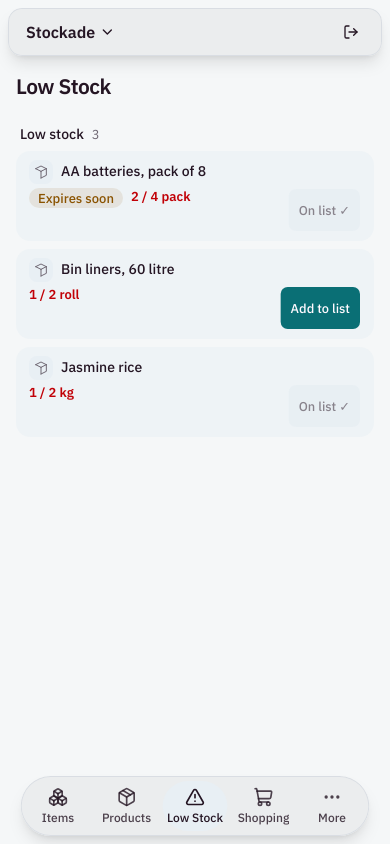 Stockade
Low Stock
Low stock 3
AA batteries, pack of 8
Expires soon 2 / 4 pack
On list ✓
Bin liners, 60 litre
1 / 2 roll
Add to list
Jasmine rice
1 / 2 kg
On list ✓
Items Products Low Stock Shopping More